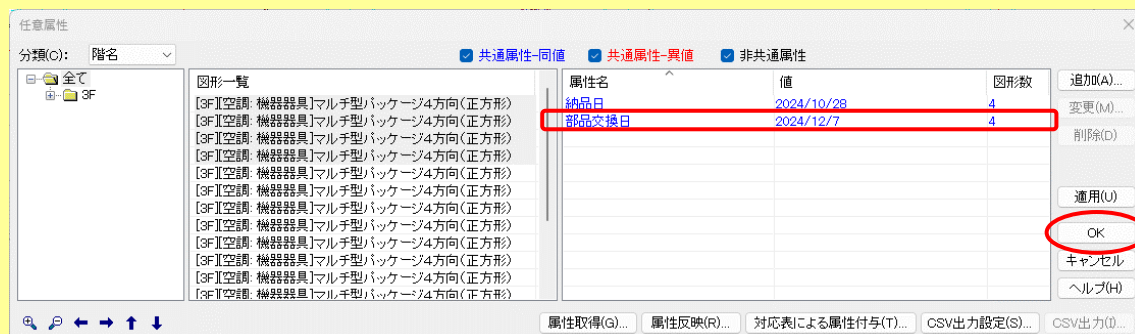 任意属性
分類(C): 階名 共通属性-同値 共通属性-異値 非共通属性
全て
3F
図形一覧
[3F][空調: 機器器具]マルチ型パッケージ4方向(正方形)
[3F][空調: 機器器具]マルチ型パッケージ4方向(正方形)
[3F][空調: 機器器具]マルチ型パッケージ4方向(正方形)
[3F][空調: 機器器具]マルチ型パッケージ4方向(正方形)
[3F][空調: 機器器具]マルチ型パッケージ4方向(正方形)
[3F][空調: 機器器具]マルチ型パッケージ4方向(正方形)
[3F][空調: 機器器具]マルチ型パッケージ4方向(正方形)
[3F][空調: 機器器具]マルチ型パッケージ4方向(正方形)
[3F][空調: 機器器具]マルチ型パッケージ4方向(正方形)
[3F][空調: 機器器具]マルチ型パッケージ4方向(正方形)
[3F][空調: 機器器具]マルチ型パッケージ4方向(正方形)
[3F][空調: 機器器具]マルチ型パッケージ4方向(正方形)
属性名 値 図形数
納品日 2024/10/28 4
部品交換日 2024/12/7 4
追加(A)...
変更(M)...
削除(D)
適用(U)
OK
キャンセル
ヘルプ(H)
属性取得(G)... 属性反映(R)... 対応表による属性付与(T)... CSV出力設定(S)... CSV出力(I)...